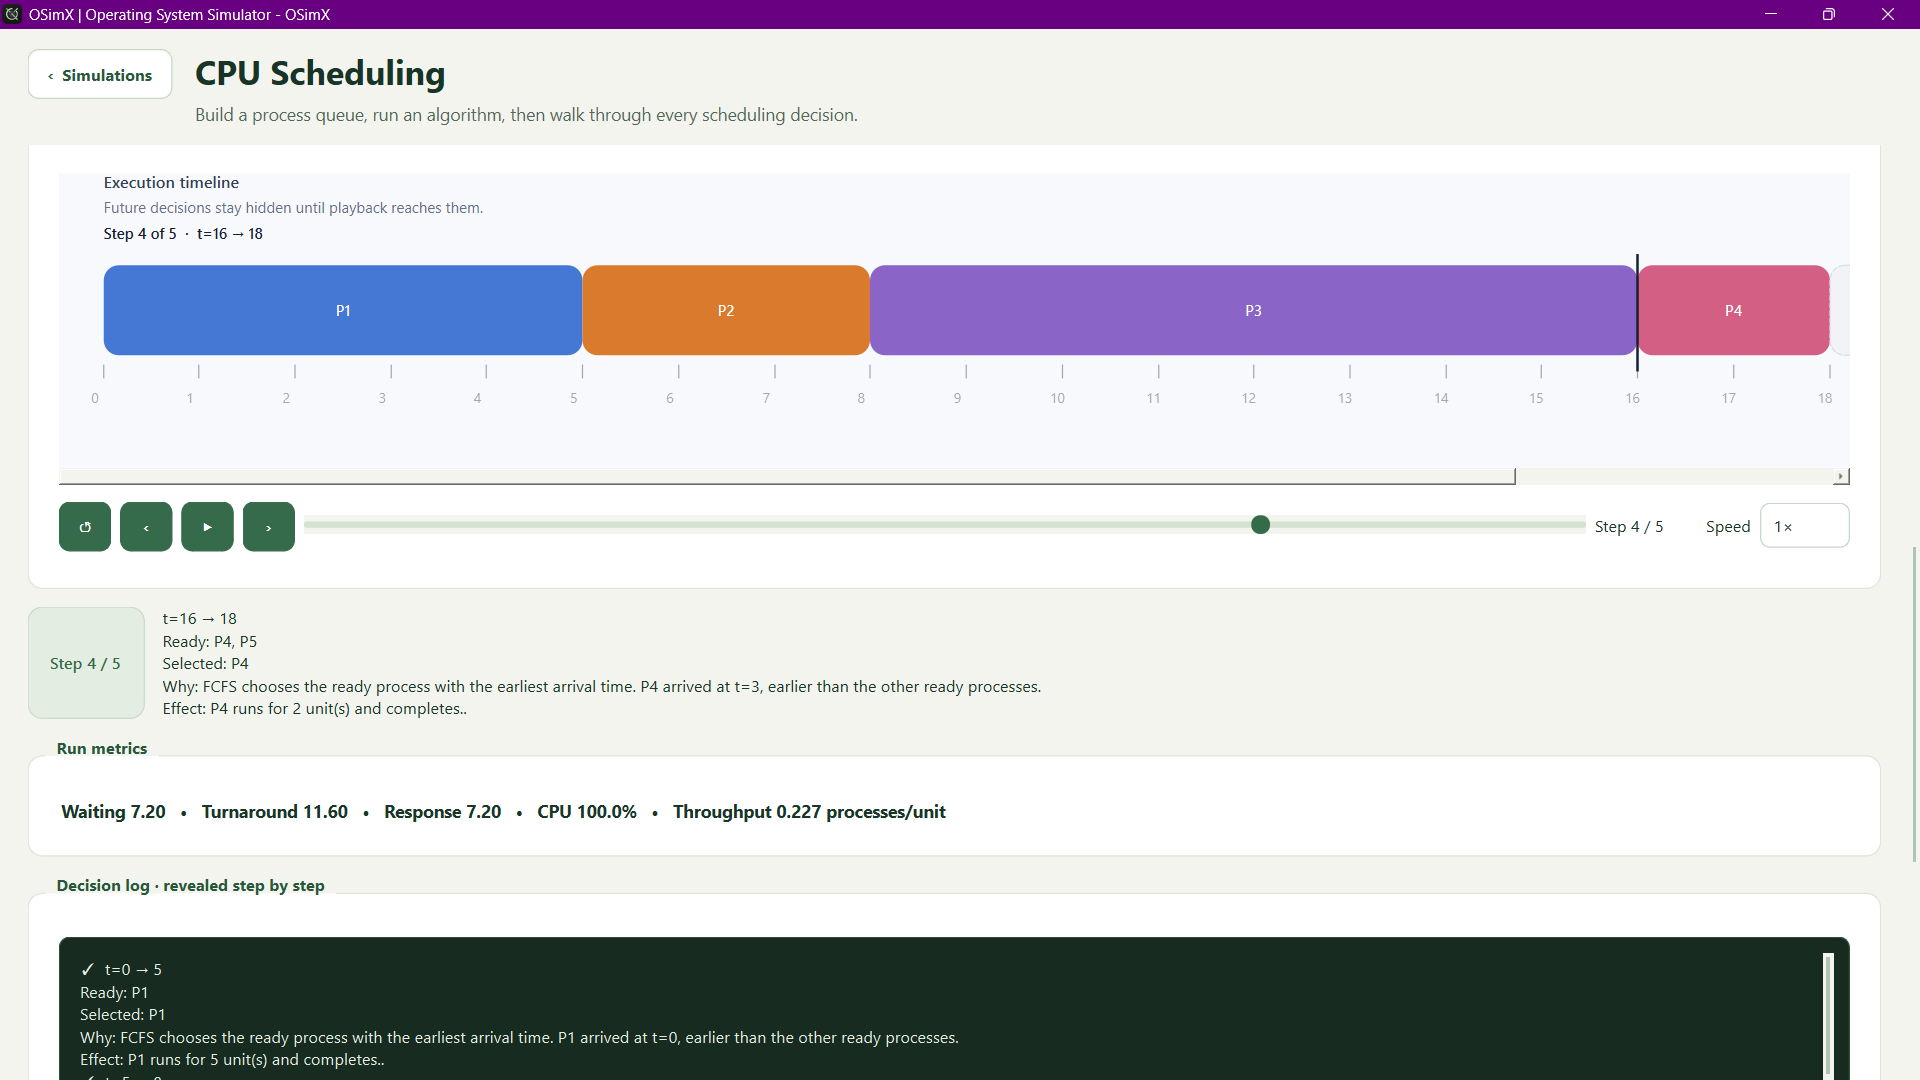 OSimX | Operating System Simulator - OSimX
‹ Simulations
CPU Scheduling
Build a process queue, run an algorithm, then walk through every scheduling decision.
Execution timeline
Future decisions stay hidden until playback reaches them.
Step 4 of 5 · t=16 → 18
P1 P2 P3 P4
0 1 2 3 4 5 6 7 8 9 10 11 12 13 14 15 16 17 18
Step 4 / 5 Speed 1×
Step 4 / 5
t=16 → 18
Ready: P4, P5
Selected: P4
Why: FCFS chooses the ready process with the earliest arrival time. P4 arrived at t=3, earlier than the other ready processes.
Effect: P4 runs for 2 unit(s) and completes..
Run metrics
Waiting 7.20 • Turnaround 11.60 • Response 7.20 • CPU 100.0% • Throughput 0.227 processes/unit
Decision log · revealed step by step
✓ t=0 → 5
Ready: P1
Selected: P1
Why: FCFS chooses the ready process with the earliest arrival time. P1 arrived at t=0, earlier than the other ready processes.
Effect: P1 runs for 5 unit(s) and completes..